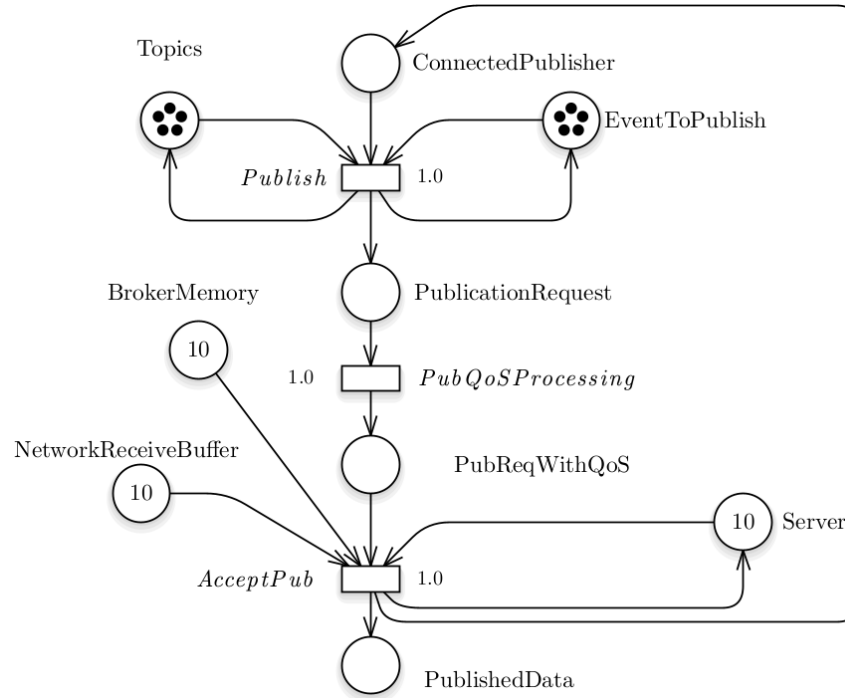 Topics
ConnectedPublisher
EventToPublish
Publish
1.0
BrokerMemory
PublicationRequest
10
1.0
PubQoSProcessing
NetworkReceiveBuffer
PubReqWithQoS
10
10
Server
AcceptPub
1.0
PublishedData